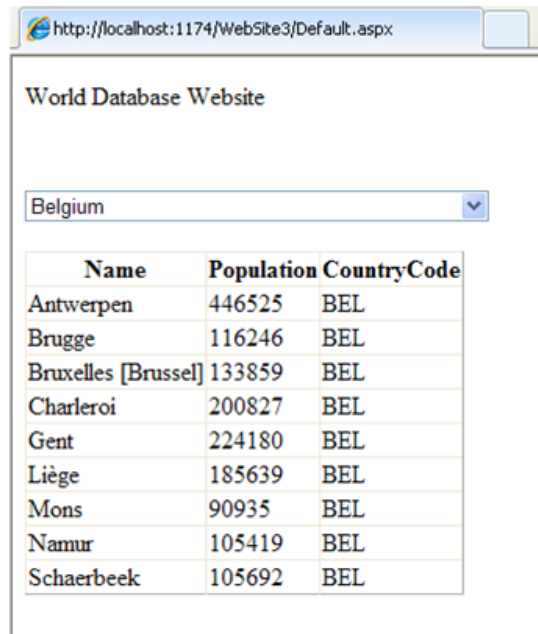 http://localhost:1174/WebSite3/Default.aspx
World Database Website
Belgium
Name Population CountryCode
Antwerpen 446525 BEL
Brugge 116246 BEL
Bruxelles [Brussel] 133859 BEL
Charleroi 200827 BEL
Gent 224180 BEL
Liège 185639 BEL
Mons 90935 BEL
Namur 105419 BEL
Schaerbeek 105692 BEL